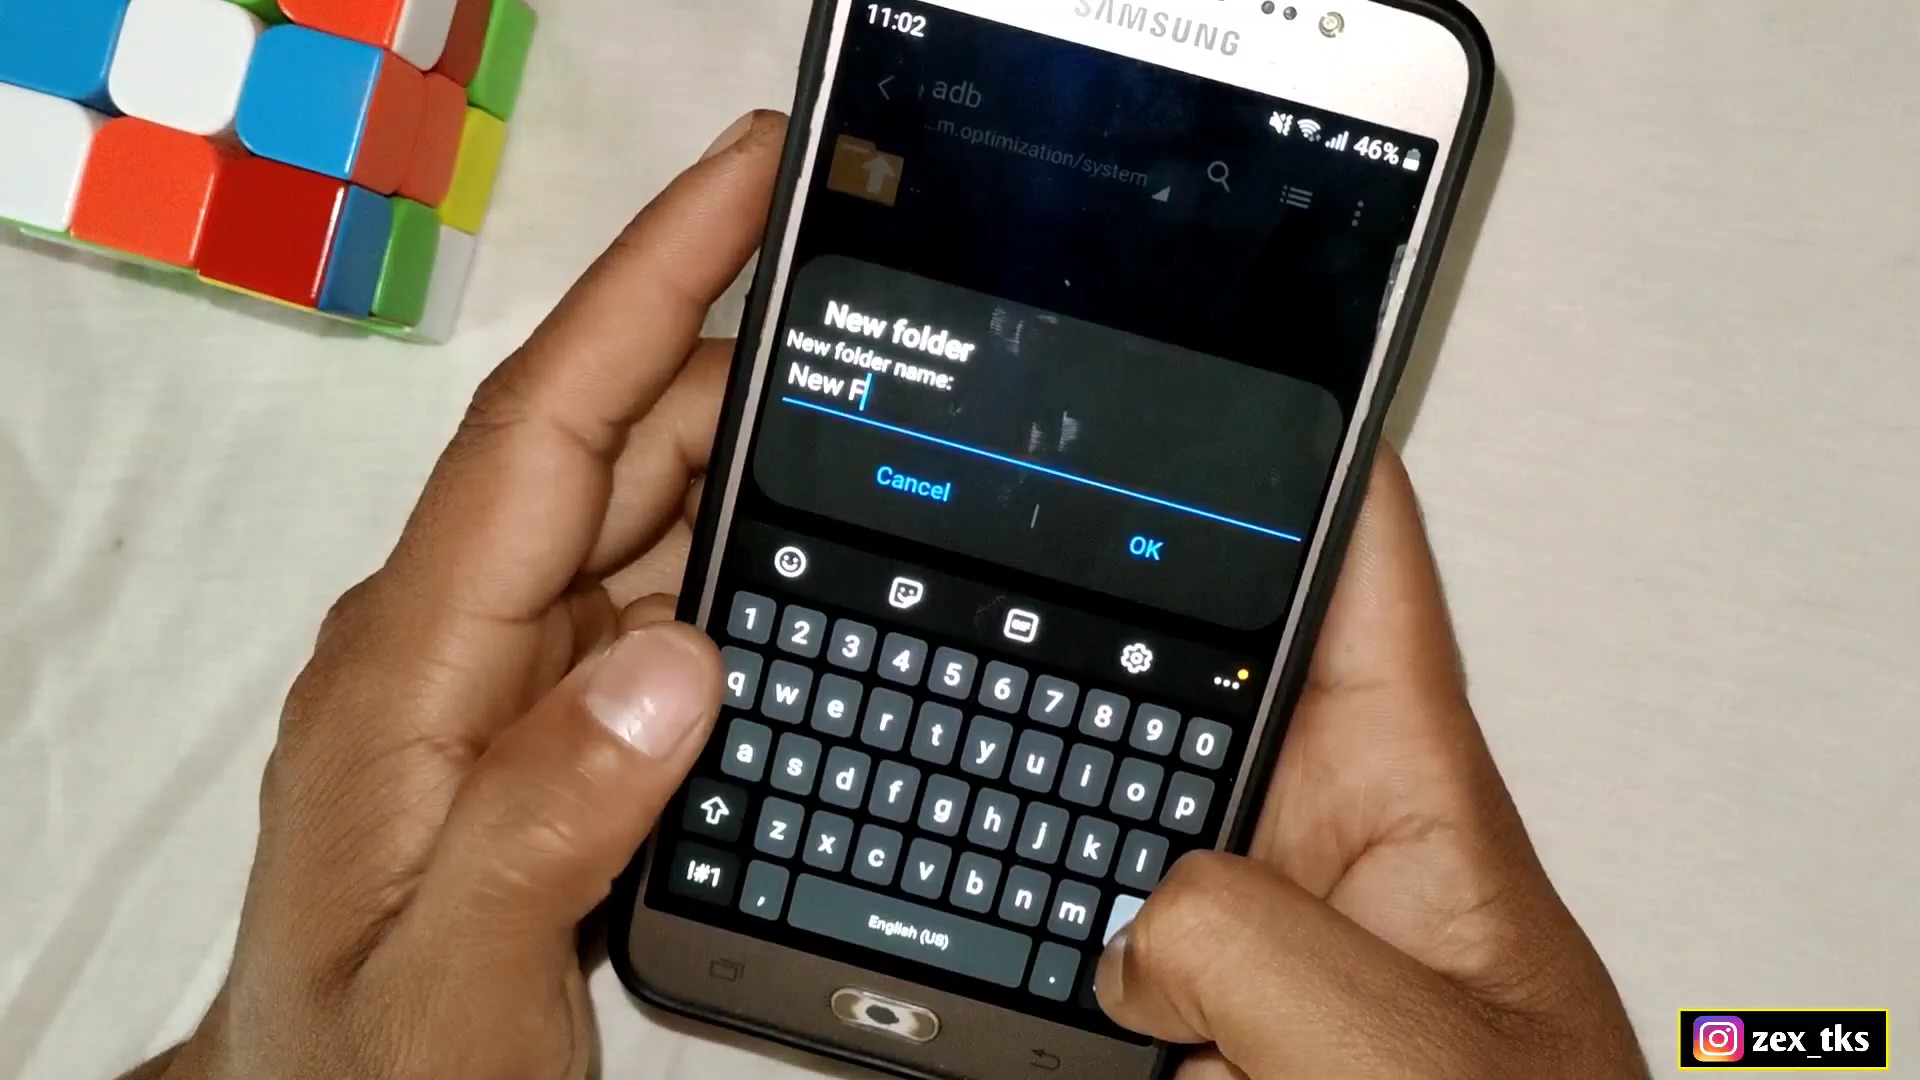 SAMSUNG
11:02
46%
adb
...m.optimization/system
..
New folder
New folder name:
New F
Cancel
OK
GIF
...
1 2 3 4 5 6 7 8 9 0
q w e r t y u i o p
a s d f g h j k l
z x c v b n m
!#1 , English (US) .
zex_tks